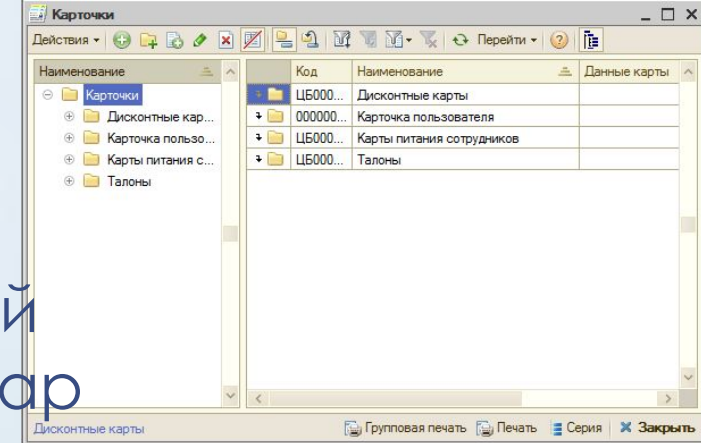 Карточки
Действия Перейти
Наименование
Карточки
Дисконтные кар...
Карточка пользо...
Карты питания с...
Талоны
Код Наименование Данные карты
ЦБ000... Дисконтные карты
000000... Карточка пользователя
ЦБ000... Карты питания сотрудников
ЦБ000... Талоны
й
ар
Дисконтные карты Групповая печать Печать Серия Закрыть